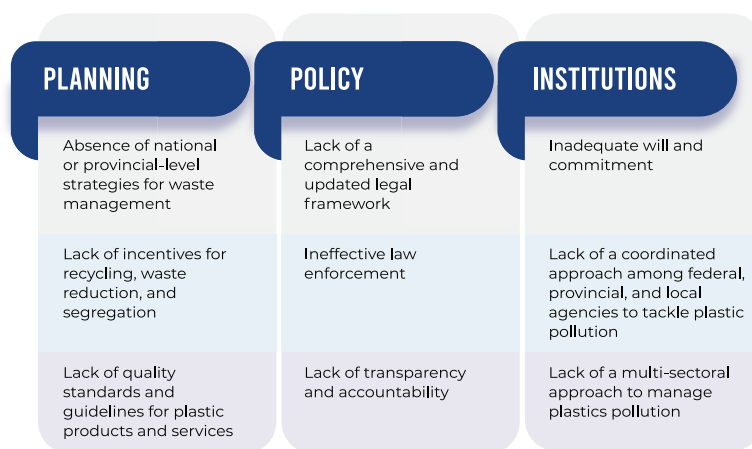 PLANNING
Absence of national
or provincial-level
strategies for waste
management
Lack of incentives for
recycling, waste
reduction, and
segregation
Lack of quality
standards and
guidelines for plastic
products and services
POLICY
Lack of a
comprehensive and
updated legal
framework
Ineffective law
enforcement
Lack of transparency
and accountability
INSTITUTIONS
Inadequate will and
commitment
Lack of a coordinated
approach among federal,
provincial, and local
agencies to tackle plastic
pollution
Lack of a multi-sectoral
approach to manage
plastics pollution